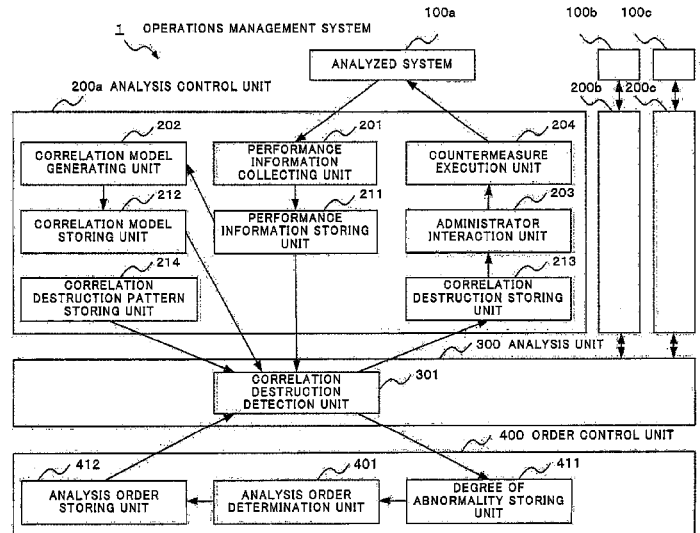 1 OPERATIONS MANAGEMENT SYSTEM
100a
100b
100c
ANALYZED SYSTEM
200a ANALYSIS CONTROL UNIT
200b
200c
202
CORRELATION MODEL
GENERATING UNIT
201
PERFORMANCE
INFORMATION
COLLECTING UNIT
204
COUNTERMEASURE
EXECUTION UNIT
212
CORRELATION MODEL
STORING UNIT
211
PERFORMANCE
INFORMATION STORING
UNIT
203
ADMINISTRATOR
INTERACTION UNIT
214
CORRELATION
DESTRUCTION PATTERN
STORING UNIT
213
CORRELATION
DESTRUCTION STORING
UNIT
300 ANALYSIS UNIT
CORRELATION
DESTRUCTION
DETECTION UNIT
301
400 ORDER CONTROL UNIT
412
ANALYSIS ORDER
STORING UNIT
401
ANALYSIS ORDER
DETERMINATION UNIT
411
DEGREE OF
ABNORMALITY STORING
UNIT